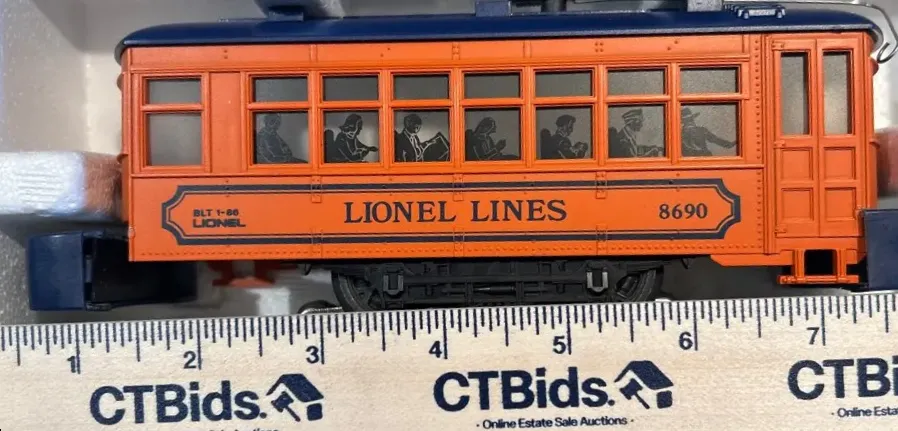 BLT 1-86
LIONEL
LIONEL LINES
8690
1 2 3 4 5 6 7
CTBids.
CTBids.
· Online Estate Sale Auctions ·
CTBi
· Online Esta